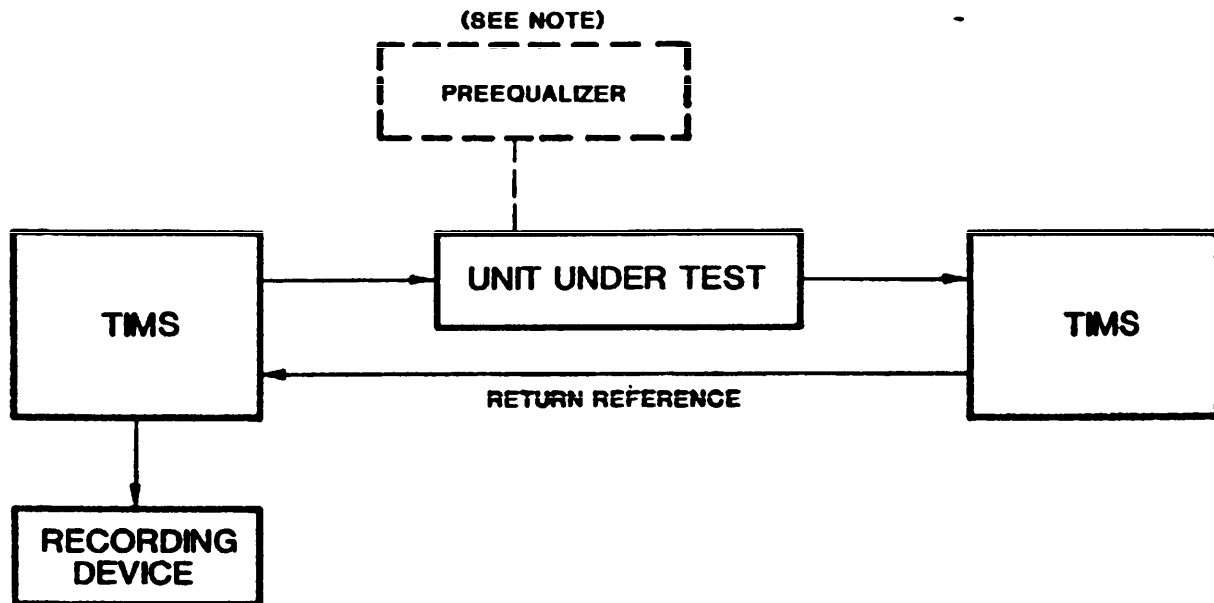 (SEE NOTE)
PREEQUALIZER
UNIT UNDER TEST
TIMS
TIMS
RETURN REFERENCE
RECORDING
DEVICE